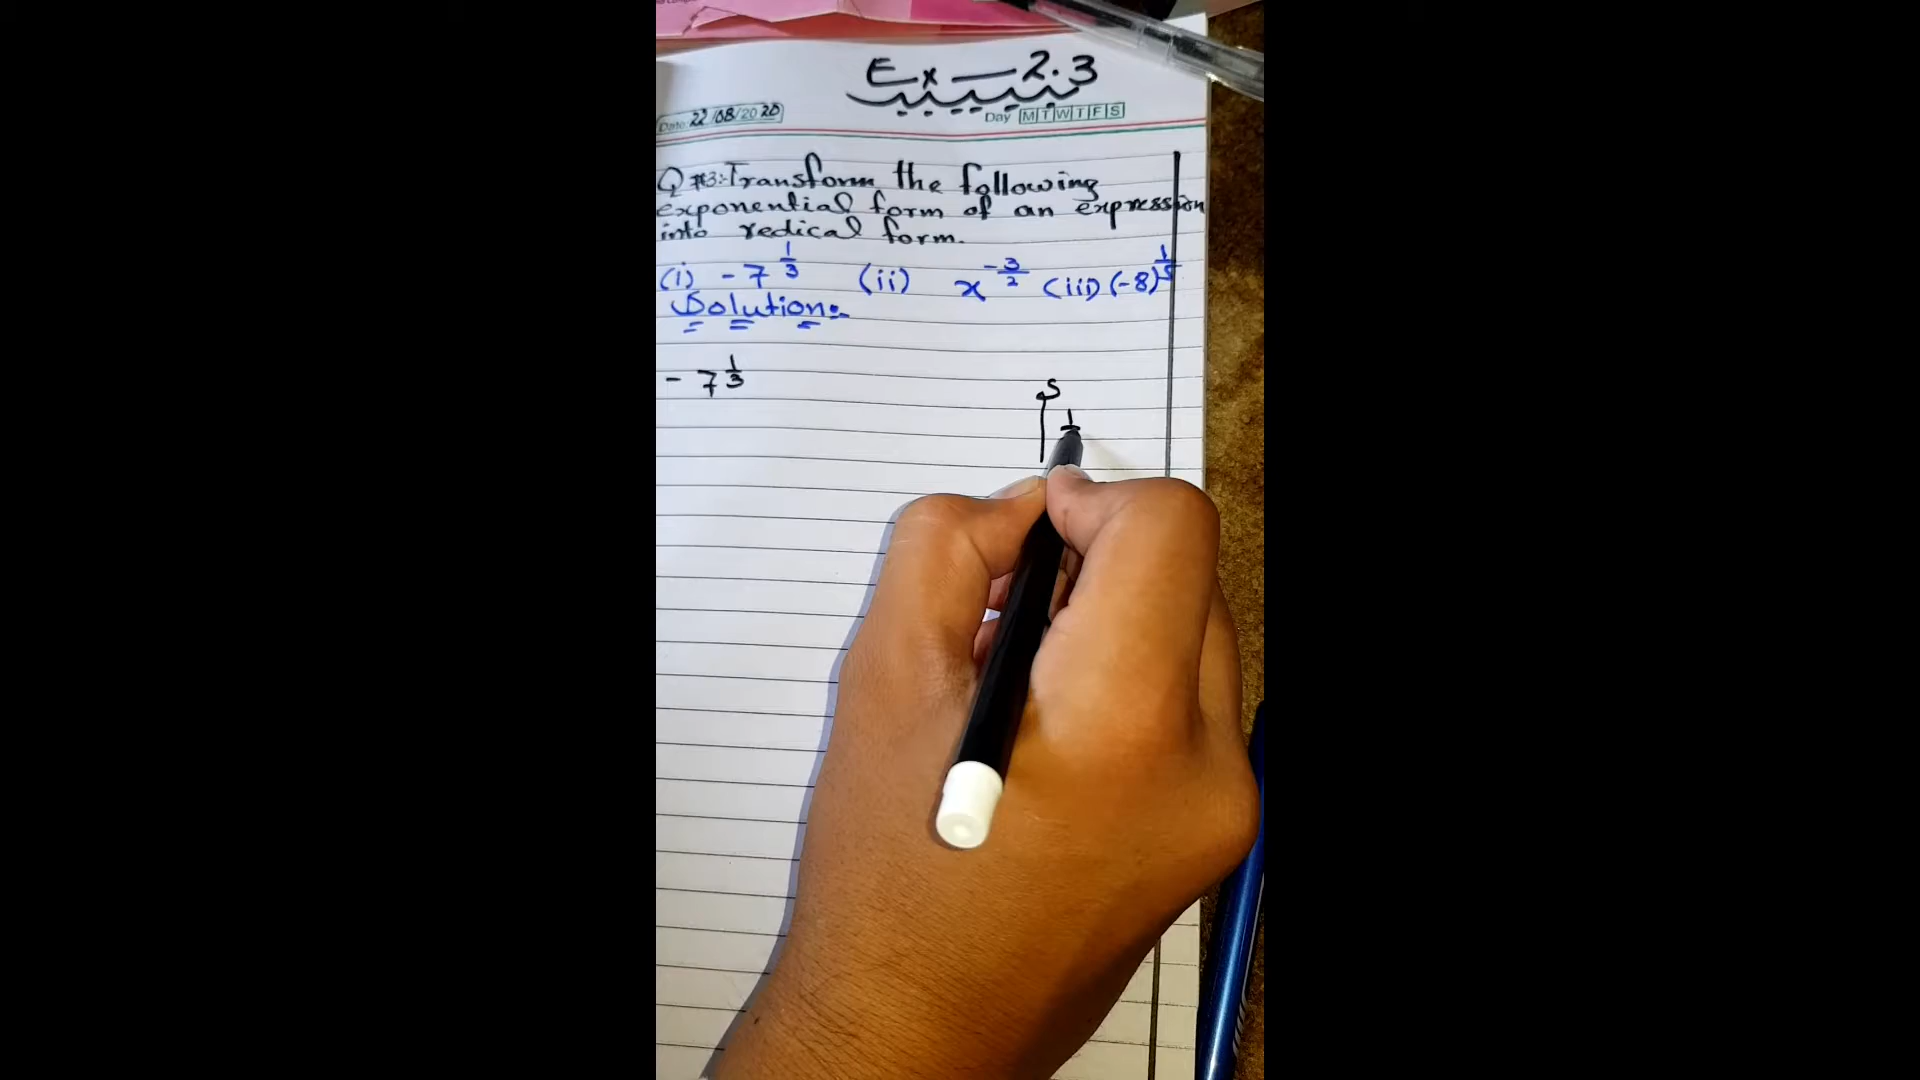 Ex — 2.3
Date 22/08/2020 Day M T W T F S
Q #3:- Transform the following
exponential form of an expression
into redical form.
(i) -7^{1/3} (ii) x^{-3/2} (iii) (-8)^{1/5}
Solution:-
- 7^{1/3}